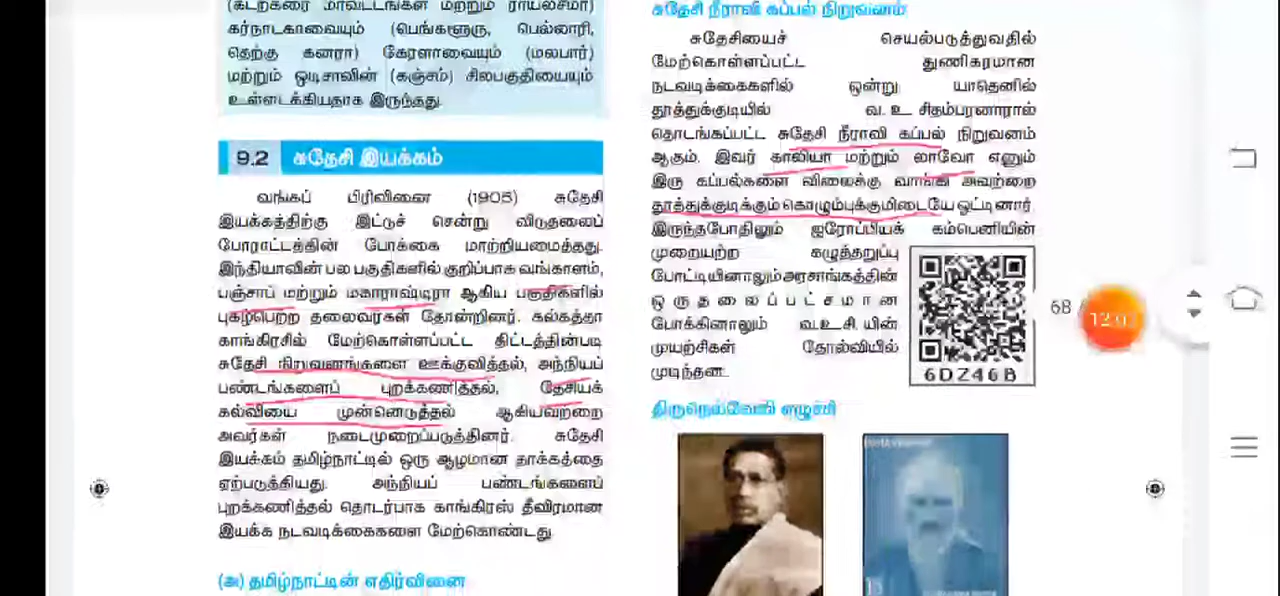 (கடற்கரை மாவட்டங்கள் மற்றும் ராயலசீமா)
கர்நாடகாவையும் (பெங்களூரு, பெல்லாரி,
தெற்கு கனரா) கேரளாவையும் (மலபார்)
மற்றும் ஒடிசாவின் (கஞ்சம்) சிலபகுதியையும்
உள்ளடக்கியதாக இருந்தது.
9.2 சுதேசி இயக்கம்
வங்கப் பிரிவினை (1905) சுதேசி
இயக்கத்திற்கு இட்டுச் சென்று விடுதலைப்
போராட்டத்தின் போக்கை மாற்றியமைத்தது.
இந்தியாவின் பல பகுதிகளில் குறிப்பாக வங்காளம்,
பஞ்சாப் மற்றும் மகாராஷ்டிரா ஆகிய பகுதிகளில்
புகழ்பெற்ற தலைவர்கள் தோன்றினர். கல்கத்தா
காங்கிரசில் மேற்கொள்ளப்பட்ட திட்டத்தின்படி
சுதேசி நிறுவனங்களை ஊக்குவித்தல், அந்நியப்
பண்டங்களைப் புறக்கணித்தல், தேசியக்
கல்வியை முன்னெடுத்தல் ஆகியவற்றை
அவர்கள் நடைமுறைப்படுத்தினர். சுதேசி
இயக்கம் தமிழ்நாட்டில் ஒரு ஆழமான தாக்கத்தை
ஏற்படுத்தியது. அந்நியப் பண்டங்களைப்
புறக்கணித்தல் தொடர்பாக காங்கிரஸ் தீவிரமான
இயக்க நடவடிக்கைகளை மேற்கொண்டது.
(அ) தமிழ்நாட்டின் எதிர்வினை
சுதேசி நீராவி கப்பல் நிறுவனம்
சுதேசியைச் செயல்படுத்துவதில்
மேற்கொள்ளப்பட்ட துணிகரமான
நடவடிக்கைகளில் ஒன்று யாதெனில்
தூத்துக்குடியில் வ. உ. சிதம்பரனாரால்
தொடங்கப்பட்ட சுதேசி நீராவி கப்பல் நிறுவனம்
ஆகும். இவர் காலியா மற்றும் லாவோ எனும்
இரு கப்பல்களை விலைக்கு வாங்கி அவற்றை
தூத்துக்குடிக்கும் கொழும்புக்குமிடையே ஓட்டினார்.
இருந்தபோதிலும் ஐரோப்பியக் கம்பெனியின்
முறையற்ற கழுத்தறுப்பு
போட்டியினாலும் அரசாங்கத்தின்
ஒருதலைப்பட்சமான
போக்கினாலும் வ.உ.சி. யின்
முயற்சிகள் தோல்வியில்
முடிந்தன.
6DZ46B
திருநெல்வேலி எழுச்சி
68